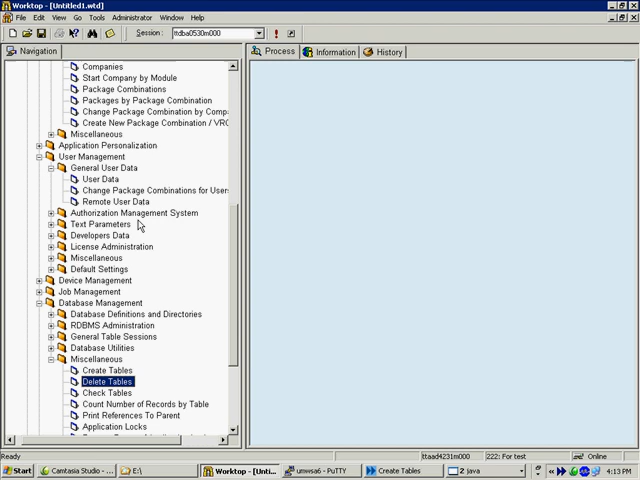 Worktop - [Untitled1.wtd]
File Edit View Go Tools Administrator Window Help
Session: ttdba0530m000
Navigation
Process Information History
Companies
Start Company by Module
Package Combinations
Packages by Package Combination
Change Package Combination by Compa
Create New Package Combination / VRC
Miscellaneous
Application Personalization
User Management
General User Data
User Data
Change Package Combinations for Users
Remote User Data
Authorization Management System
Text Parameters
Developers Data
License Administration
Miscellaneous
Default Settings
Device Management
Job Management
Database Management
Database Definitions and Directories
RDBMS Administration
General Table Sessions
Database Utilities
Miscellaneous
Create Tables
Delete Tables
Check Tables
Count Number of Records by Table
Print References To Parent
Application Locks
Ready ttaad4231m000 222: For test Online
Start Camtasia Studio - ... E:\ Worktop - [Unti... umwsa6 - PuTTY Create Tables 2 java 4:13 PM